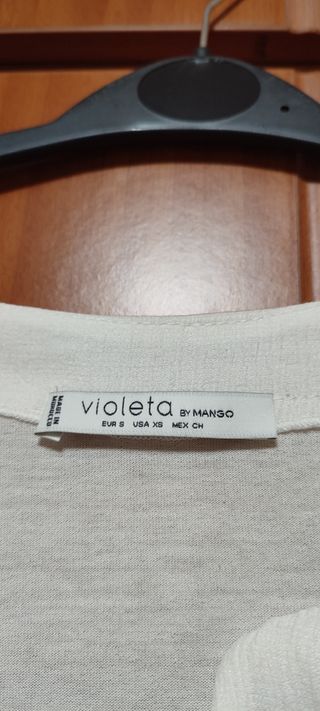 violeta BY MANGO
EUR S USA XS MEX CH
MADE IN
MOROCCO